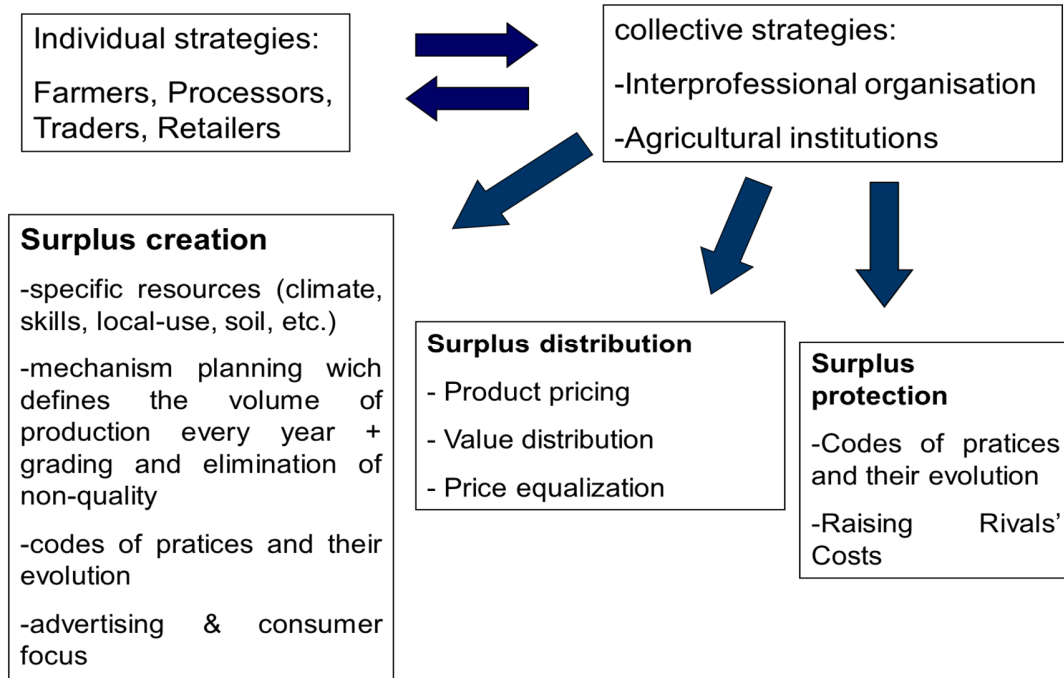 Individual strategies:
Farmers, Processors,
Traders, Retailers
collective strategies:
-Interprofessional organisation
-Agricultural institutions
Surplus creation
-specific resources (climate,
skills, local-use, soil, etc.)
-mechanism planning wich
defines the volume of
production every year +
grading and elimination of
non-quality
-codes of pratices and their
evolution
-advertising & consumer
focus
Surplus distribution
- Product pricing
- Value distribution
- Price equalization
Surplus
protection
-Codes of pratices
and their evolution
-Raising Rivals’
Costs